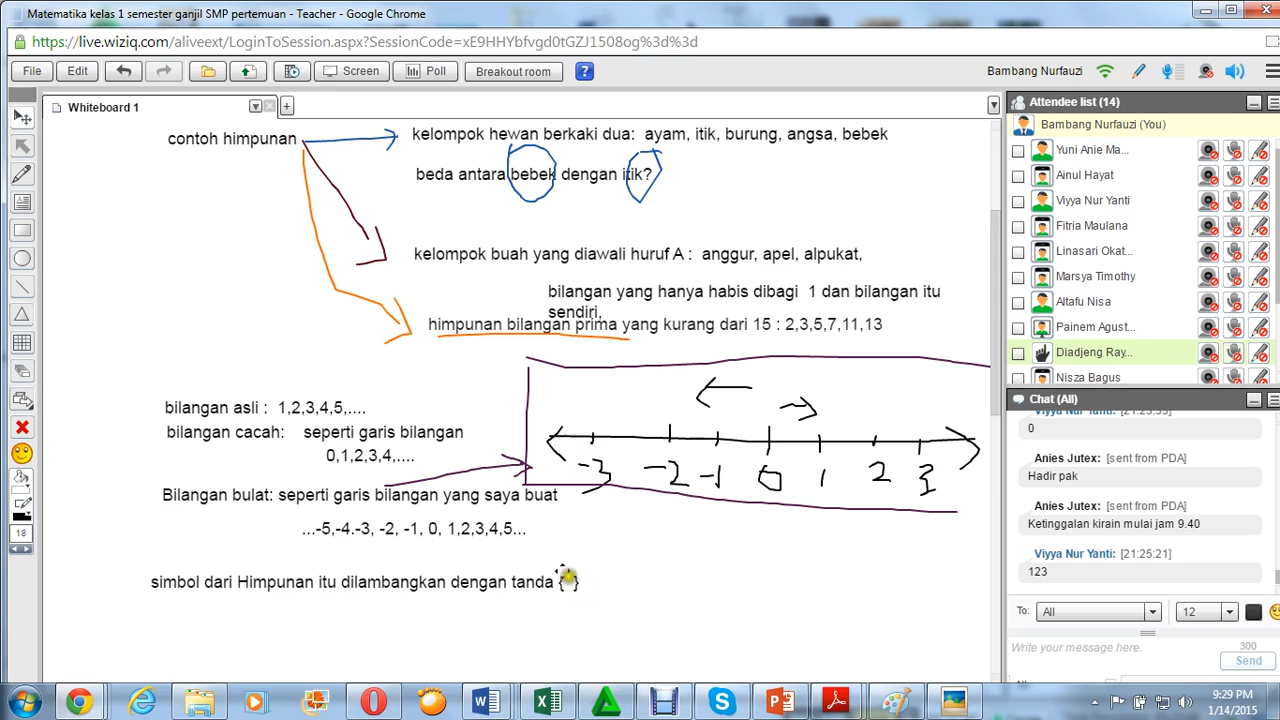 Matematika kelas 1 semester ganjil SMP pertemuan - Teacher - Google Chrome
https://live.wiziq.com/aliveext/LoginToSession.aspx?SessionCode=xE9HHYbfvgd0tGZJ1508og%3d%3d
File Edit Screen Poll Breakout room ? Bambang Nurfauzi
Whiteboard 1
contoh himpunan
kelompok hewan berkaki dua: ayam, itik, burung, angsa, bebek
beda antara bebek dengan itik?
kelompok buah yang diawali huruf A : anggur, apel, alpukat,
bilangan yang hanya habis dibagi 1 dan bilangan itu
sendiri,
himpunan bilangan prima yang kurang dari 15 : 2,3,5,7,11,13
bilangan asli : 1,2,3,4,5,....
bilangan cacah: seperti garis bilangan
0,1,2,3,4,....
-3 -2 -1 0 1 2 3
Bilangan bulat: seperti garis bilangan yang saya buat
...-5,-4.-3, -2, -1, 0, 1,2,3,4,5...
simbol dari Himpunan itu dilambangkan dengan tanda { }
18
Attendee list (14)
Bambang Nurfauzi (You)
Yuni Anie Ma...
Ainul Hayat
Viyya Nur Yanti
Fitria Maulana
Linasari Okat...
Marsya Timothy
Altafu Nisa
Painem Agust...
Diadjeng Ray...
Nisza Bagus
Chat (All)
Viyya Nur Yanti: [21:23:55]
0
Anies Jutex: [sent from PDA]
Hadir pak
Anies Jutex: [sent from PDA]
Ketinggalan kirain mulai jam 9.40
Viyya Nur Yanti: [21:25:21]
123
To: All 12
Write your message here... 300
Send
9:29 PM
1/14/2015